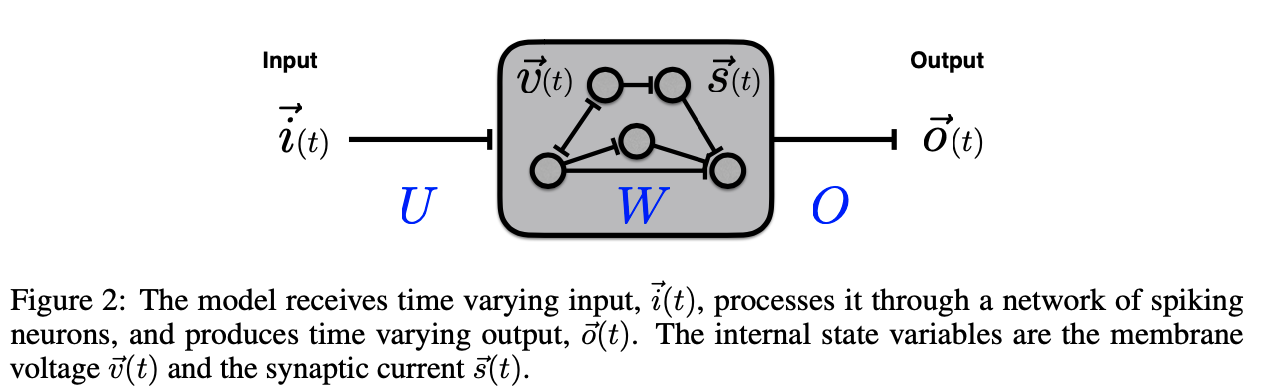 Input
Output
$\vec{v}(t)$ $\vec{s}(t)$
$\vec{i}(t)$ $\vec{o}(t)$
U W O
Figure 2: The model receives time varying input, $\vec{i}(t)$, processes it through a network of spiking
neurons, and produces time varying output, $\vec{o}(t)$. The internal state variables are the membrane
voltage $\vec{v}(t)$ and the synaptic current $\vec{s}(t)$.